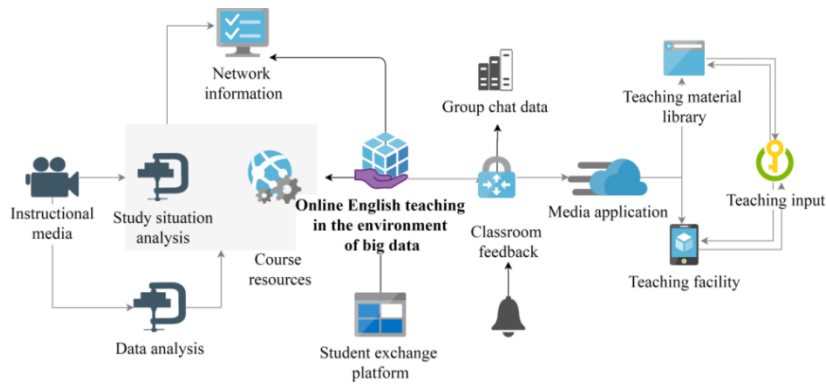 Network
information
Group chat data
Teaching material
library
Instructional
media
Study situation
analysis
Online English teaching
in the environment
of big data
Course
resources
Classroom
feedback
Media application
Teaching input
Teaching facility
Data analysis
Student exchange
platform